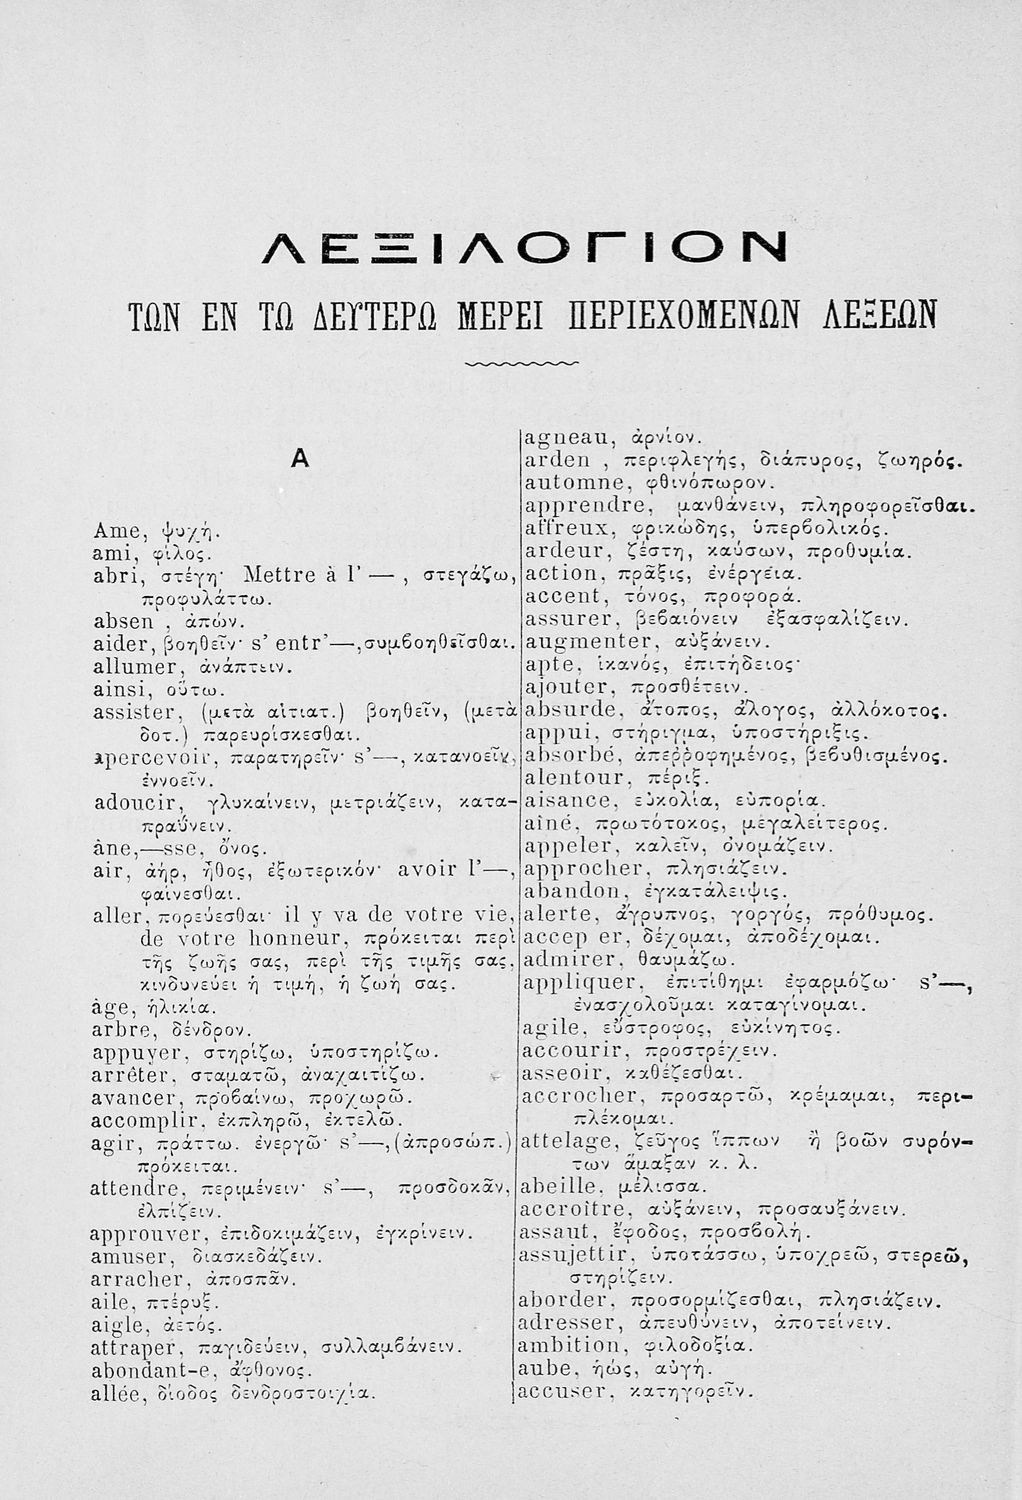 ΛΕΞΙΛΟΓΙΟΝ
ΤΩΝ ΕΝ ΤΩ ΔΕΥΤΕΡΩ ΜΕΡΕΙ ΠΕΡΙΕΧΟΜΕΝΩΝ ΛΕΞΕΩΝ
A
Ame, ψυχή.
ami, φίλος.
abri, στέγη· Mettre à l' — , στεγάζω,
προφυλάττω.
absen , ἀπών.
aider, βοηθεῖν· s' entr'—,συμβοηθεῖσθαι.
allumer, ἀνάπτειν.
ainsi, οὕτω.
assister, (μετὰ αἰτιατ.) βοηθεῖν, (μετὰ
δοτ.) παρευρίσκεσθαι.
apercevoir, παρατηρεῖν· s'—, κατανοεῖν,
ἐννοεῖν.
adoucir, γλυκαίνειν, μετριάζειν, κατα-
πραΰνειν.
âne,—sse, ὄνος.
air, ἀήρ, ἦθος, ἐξωτερικόν· avoir l'—,
φαίνεσθαι.
aller, πορεύεσθαι· il y va de votre vie,
de votre honneur, πρόκειται περὶ
τῆς ζωῆς σας, περὶ τῆς τιμῆς σας,
κινδυνεύει ἡ τιμή, ἡ ζωή σας.
âge, ἡλικία.
arbre, δένδρον.
appuyer, στηρίζω, ὑποστηρίζω.
arrêter, σταματῶ, ἀναχαιτίζω.
avancer, προβαίνω, προχωρῶ.
accomplir, ἐκπληρῶ, ἐκτελῶ.
agir, πράττω. ἐνεργῶ· s'—,(ἀπροσώπ.)
πρόκειται.
attendre, περιμένειν· s'—, προσδοκᾶν,
ἐλπίζειν.
approuver, ἐπιδοκιμάζειν, ἐγκρίνειν.
amuser, διασκεδάζειν.
arracher, ἀποσπᾶν.
aile, πτέρυξ.
aigle, ἀετός.
attraper, παγιδεύειν, συλλαμβάνειν.
abondant-e, ἄφθονος.
allée, δίοδος δενδροστοιχία.
agneau, ἀρνίον.
arden , περιφλεγής, διάπυρος, ζωηρός.
automne, φθινόπωρον.
apprendre, μανθάνειν, πληροφορεῖσθαι.
affreux, φρικώδης, ὑπερβολικός.
ardeur, ζέστη, καύσων, προθυμία.
action, πρᾶξις, ἐνέργεια.
accent, τόνος, προφορά.
assurer, βεβαιόνειν ἐξασφαλίζειν.
augmenter, αὐξάνειν.
apte, ἱκανός, ἐπιτήδειος·
ajouter, προσθέτειν.
absurde, ἄτοπος, ἄλογος, ἀλλόκοτος.
appui, στήριγμα, ὑποστήριξις.
absorbé, ἀπερῥοφημένος, βεβυθισμένος.
alentour, πέριξ.
aisance, εὐκολία, εὐπορία.
aîné, πρωτότοκος, μεγαλείτερος.
appeler, καλεῖν, ὀνομάζειν.
approcher, πλησιάζειν.
abandon, ἐγκατάλειψις.
alerte, ἄγρυπνος, γοργός, πρόθυμος.
accep er, δέχομαι, ἀποδέχομαι.
admirer, θαυμάζω.
appliquer, ἐπιτίθημι ἐφαρμόζω· s'—,
ἐνασχολοῦμαι καταγίνομαι.
agile, εὔστροφος, εὐκίνητος.
accourir, προστρέχειν.
asseoir, καθέζεσθαι.
accrocher, προσαρτῶ, κρέμαμαι, περι-
πλέκομαι.
attelage, ζεῦγος ἵππων ἢ βοῶν συρόν-
των ἅμαξαν κ. λ.
abeille, μέλισσα.
accroître, αὐξάνειν, προσαυξάνειν.
assaut, ἔφοδος, προσβολή.
assujettir, ὑποτάσσω, ὑποχρεῶ, στερεῶ,
στηρίζειν.
aborder, προσορμίζεσθαι, πλησιάζειν.
adresser, ἀπευθύνειν, ἀποτείνειν.
ambition, φιλοδοξία.
aube, ἠώς, αὐγή.
accuser, κατηγορεῖν.